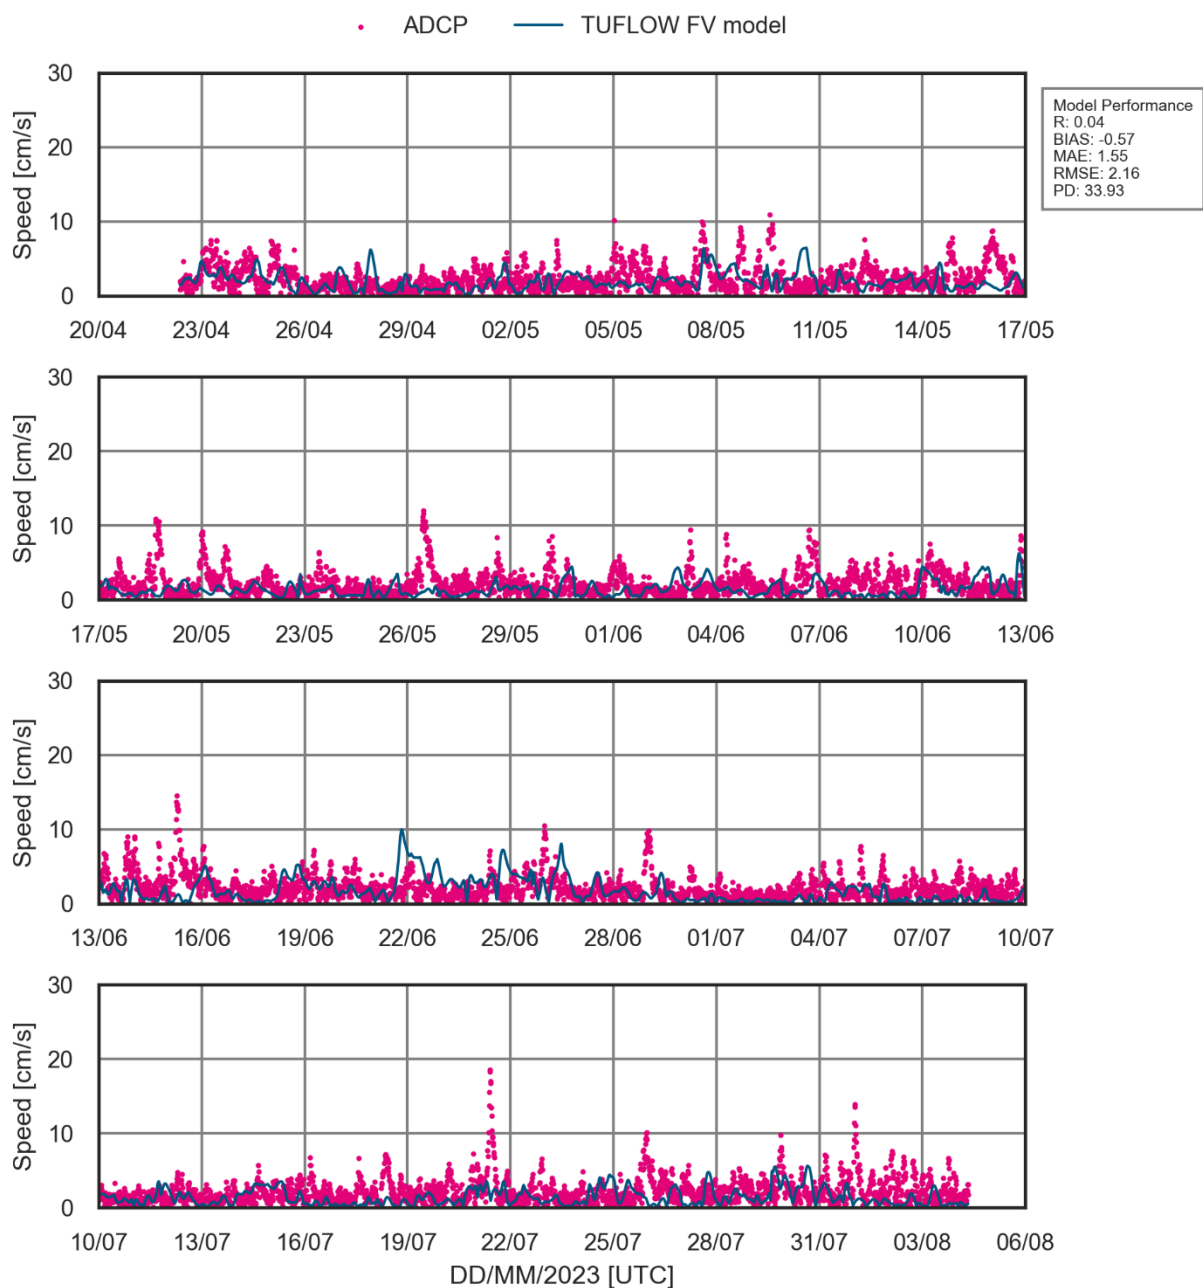 ADCP TUFLOW FV model
Model Performance
R: 0.04
BIAS: -0.57
MAE: 1.55
RMSE: 2.16
PD: 33.93
Speed [cm/s]
30
20
10
0
20/04 23/04 26/04 29/04 02/05 05/05 08/05 11/05 14/05 17/05
Speed [cm/s]
30
20
10
0
17/05 20/05 23/05 26/05 29/05 01/06 04/06 07/06 10/06 13/06
Speed [cm/s]
30
20
10
0
13/06 16/06 19/06 22/06 25/06 28/06 01/07 04/07 07/07 10/07
Speed [cm/s]
30
20
10
0
10/07 13/07 16/07 19/07 22/07 25/07 28/07 31/07 03/08 06/08
DD/MM/2023 [UTC]